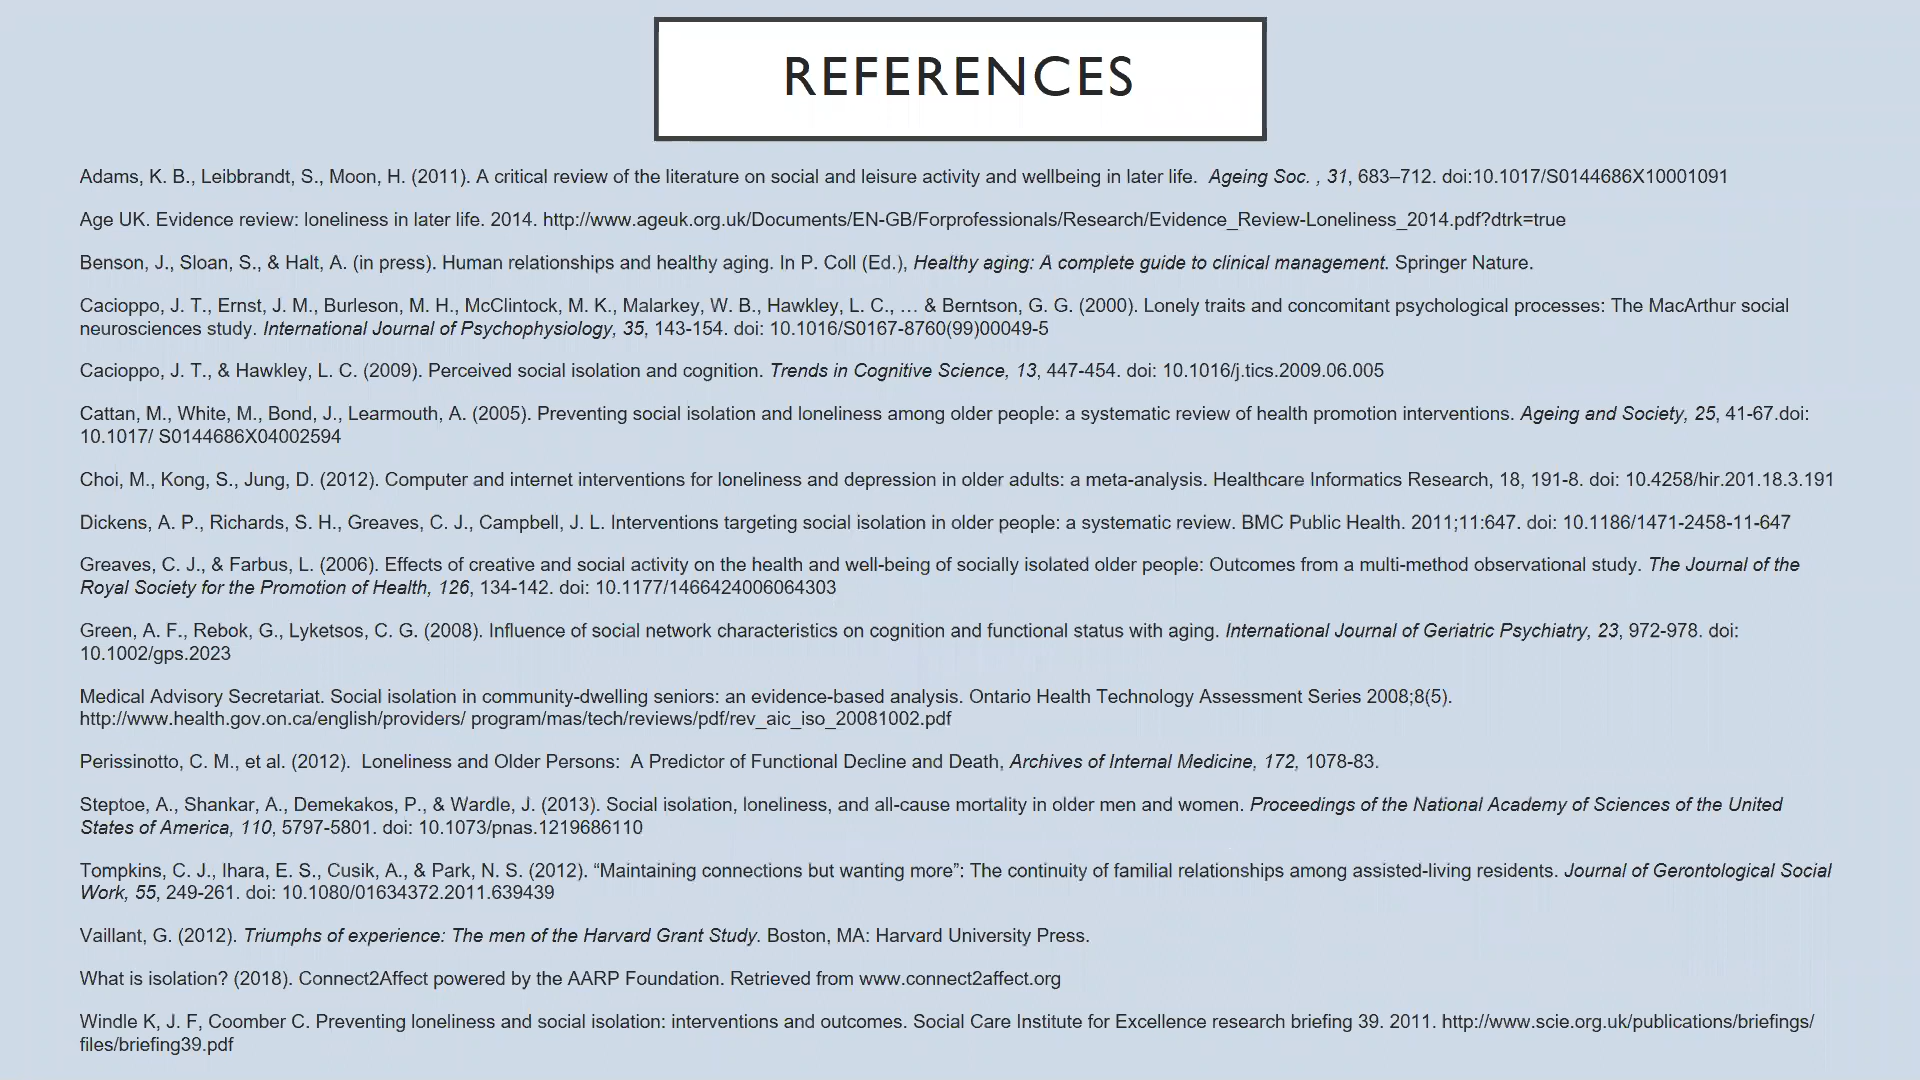 REFERENCES
Adams, K. B., Leibbrandt, S., Moon, H. (2011). A critical review of the literature on social and leisure activity and wellbeing in later life.  Ageing Soc. , 31, 683–712. doi:10.1017/S0144686X10001091
Age UK. Evidence review: loneliness in later life. 2014. http://www.ageuk.org.uk/Documents/EN-GB/Forprofessionals/Research/Evidence_Review-Loneliness_2014.pdf?dtrk=true
Benson, J., Sloan, S., & Halt, A. (in press). Human relationships and healthy aging. In P. Coll (Ed.), Healthy aging: A complete guide to clinical management. Springer Nature.
Cacioppo, J. T., Ernst, J. M., Burleson, M. H., McClintock, M. K., Malarkey, W. B., Hawkley, L. C., … & Berntson, G. G. (2000). Lonely traits and concomitant psychological processes: The MacArthur social
neurosciences study. International Journal of Psychophysiology, 35, 143-154. doi: 10.1016/S0167-8760(99)00049-5
Cacioppo, J. T., & Hawkley, L. C. (2009). Perceived social isolation and cognition. Trends in Cognitive Science, 13, 447-454. doi: 10.1016/j.tics.2009.06.005
Cattan, M., White, M., Bond, J., Learmouth, A. (2005). Preventing social isolation and loneliness among older people: a systematic review of health promotion interventions. Ageing and Society, 25, 41-67.doi:
10.1017/ S0144686X04002594
Choi, M., Kong, S., Jung, D. (2012). Computer and internet interventions for loneliness and depression in older adults: a meta-analysis. Healthcare Informatics Research, 18, 191-8. doi: 10.4258/hir.201.18.3.191
Dickens, A. P., Richards, S. H., Greaves, C. J., Campbell, J. L. Interventions targeting social isolation in older people: a systematic review. BMC Public Health. 2011;11:647. doi: 10.1186/1471-2458-11-647
Greaves, C. J., & Farbus, L. (2006). Effects of creative and social activity on the health and well-being of socially isolated older people: Outcomes from a multi-method observational study. The Journal of the
Royal Society for the Promotion of Health, 126, 134-142. doi: 10.1177/1466424006064303
Green, A. F., Rebok, G., Lyketsos, C. G. (2008). Influence of social network characteristics on cognition and functional status with aging. International Journal of Geriatric Psychiatry, 23, 972-978. doi:
10.1002/gps.2023
Medical Advisory Secretariat. Social isolation in community-dwelling seniors: an evidence-based analysis. Ontario Health Technology Assessment Series 2008;8(5).
http://www.health.gov.on.ca/english/providers/ program/mas/tech/reviews/pdf/rev_aic_iso_20081002.pdf
Perissinotto, C. M., et al. (2012).  Loneliness and Older Persons:  A Predictor of Functional Decline and Death, Archives of Internal Medicine, 172, 1078-83.
Steptoe, A., Shankar, A., Demekakos, P., & Wardle, J. (2013). Social isolation, loneliness, and all-cause mortality in older men and women. Proceedings of the National Academy of Sciences of the United
States of America, 110, 5797-5801. doi: 10.1073/pnas.1219686110
Tompkins, C. J., Ihara, E. S., Cusik, A., & Park, N. S. (2012). “Maintaining connections but wanting more”: The continuity of familial relationships among assisted-living residents. Journal of Gerontological Social
Work, 55, 249-261. doi: 10.1080/01634372.2011.639439
Vaillant, G. (2012). Triumphs of experience: The men of the Harvard Grant Study. Boston, MA: Harvard University Press.
What is isolation? (2018). Connect2Affect powered by the AARP Foundation. Retrieved from www.connect2affect.org
Windle K, J. F, Coomber C. Preventing loneliness and social isolation: interventions and outcomes. Social Care Institute for Excellence research briefing 39. 2011. http://www.scie.org.uk/publications/briefings/
files/briefing39.pdf